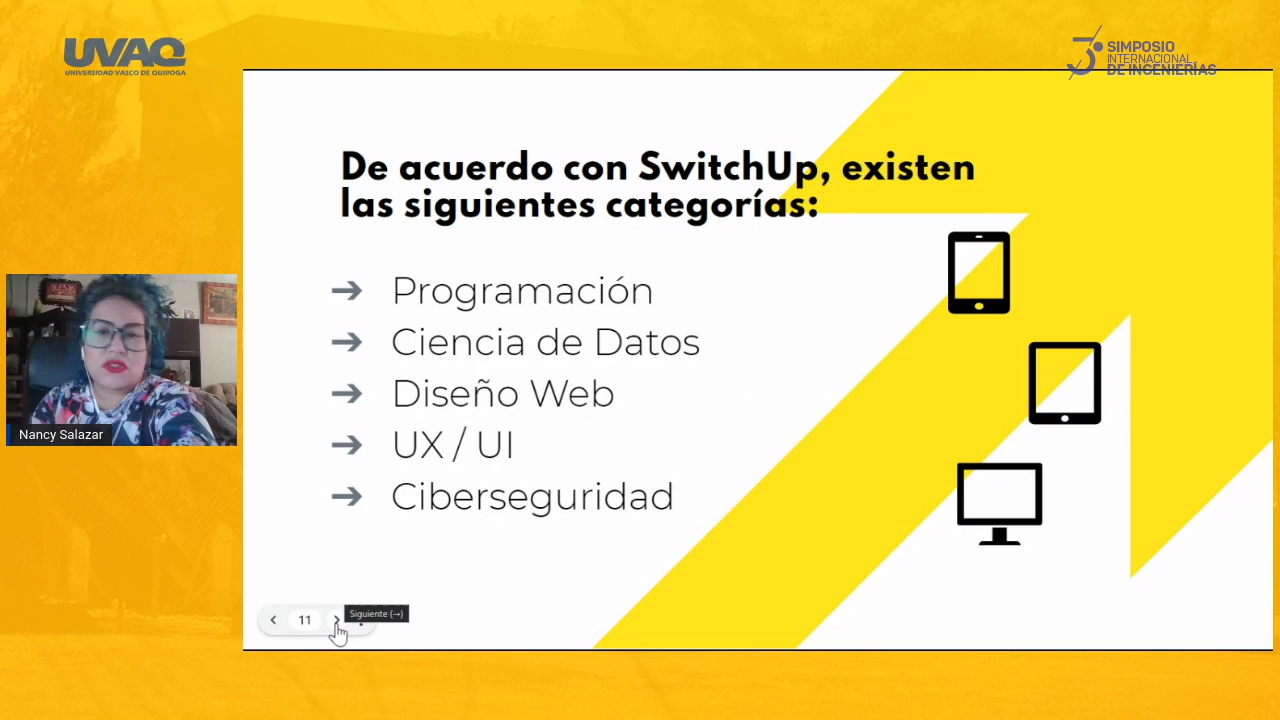 UVAQ
UNIVERSIDAD VASCO DE QUIROGA
3er
SIMPOSIO
INTERNACIONAL
DE INGENIERÍAS
De acuerdo con SwitchUp, existen
las siguientes categorías:
→ Programación
→ Ciencia de Datos
→ Diseño Web
→ UX / UI
→ Ciberseguridad
Nancy Salazar
11
Siguiente (→)